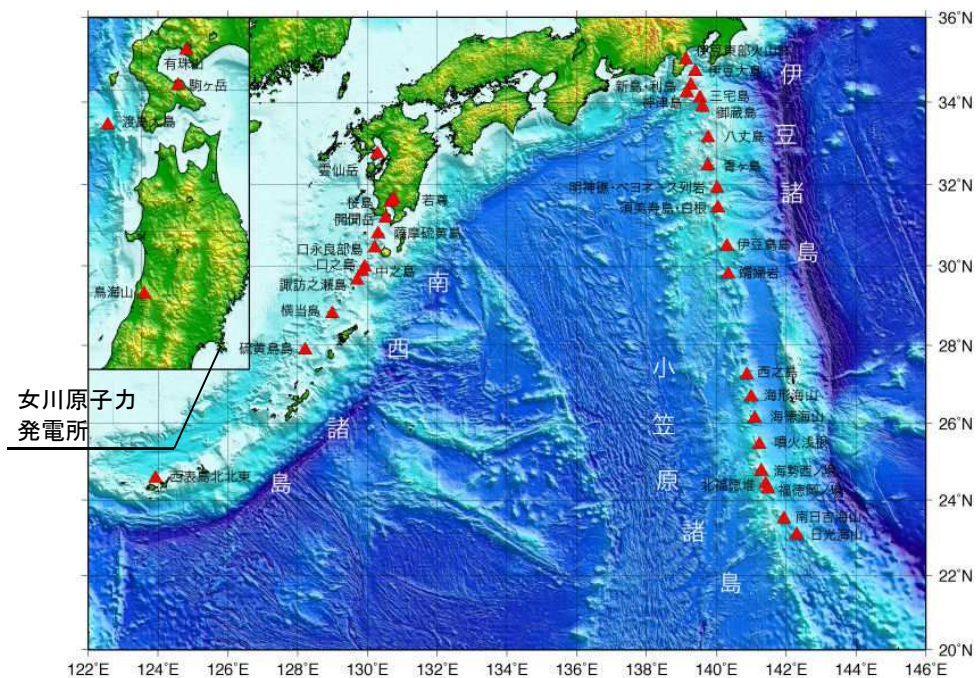 有珠山
駒ヶ岳
渡島大島
鳥海山
女川原子力
発電所
36°N
34°N
32°N
30°N
28°N
26°N
24°N
22°N
20°N
伊豆東部火山群
伊豆大島
新島・利島
神津島
三宅島
御蔵島
八丈島
青ヶ島
明神礁・ベヨネース列岩
須美寿島・白根
伊豆鳥島
孀婦岩
伊豆諸島
雲仙岳
桜島
若尊
開聞岳
薩摩硫黄島
口永良部島
口之島
中之島
諏訪之瀬島
横当島
硫黄鳥島
西表島北北東
南西諸島
西之島
海形海山
海徳海山
噴火浅根
海勢西ノ場
北福徳堆
福徳岡ノ場
南日吉海山
日光海山
小笠原諸島
122°E
124°E
126°E
128°E
130°E
132°E
134°E
136°E
138°E
140°E
142°E
144°E
146°E